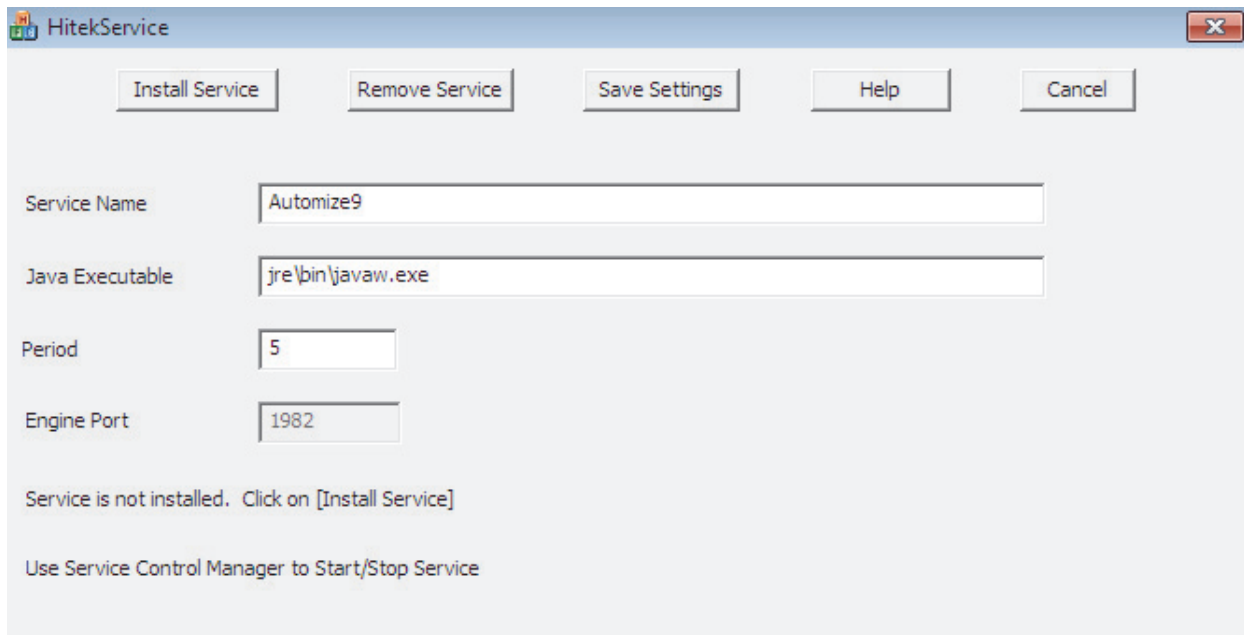 HitekService
Install Service Remove Service Save Settings Help Cancel
Service Name Automize9
Java Executable jre\bin\javaw.exe
Period 5
Engine Port 1982
Service is not installed. Click on [Install Service]
Use Service Control Manager to Start/Stop Service